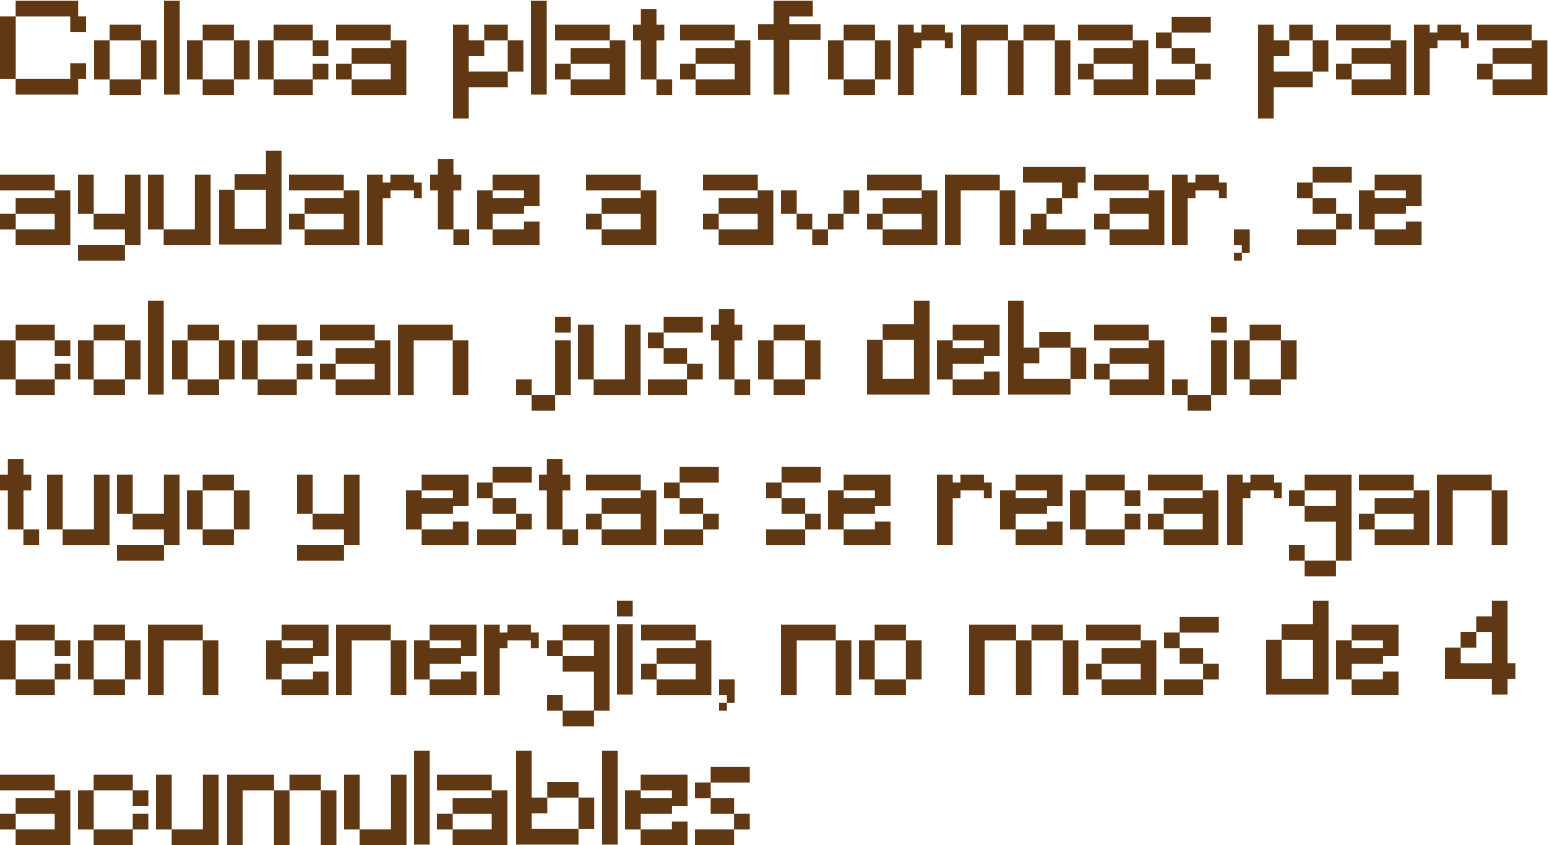 Coloca plataformas para
ayudarte a avanzar, se
colocan justo debajo
tuyo y estas se recargan
con energia, no mas de 4
acumulables